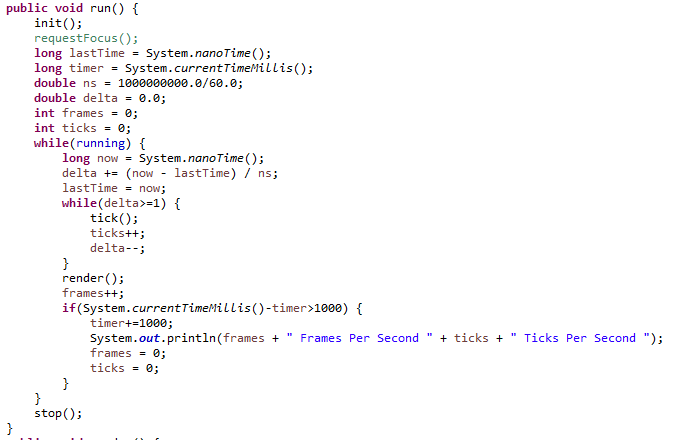 public void run() {
    init();
    requestFocus();
    long lastTime = System.nanoTime();
    long timer = System.currentTimeMillis();
    double ns = 1000000000.0/60.0;
    double delta = 0.0;
    int frames = 0;
    int ticks = 0;
    while(running) {
        long now = System.nanoTime();
        delta += (now - lastTime) / ns;
        lastTime = now;
        while(delta>=1) {
            tick();
            ticks++;
            delta--;
        }
        render();
        frames++;
        if(System.currentTimeMillis()-timer>1000) {
            timer+=1000;
            System.out.println(frames + " Frames Per Second " + ticks + " Ticks Per Second ");
            frames = 0;
            ticks = 0;
        }
    }
    stop();
}